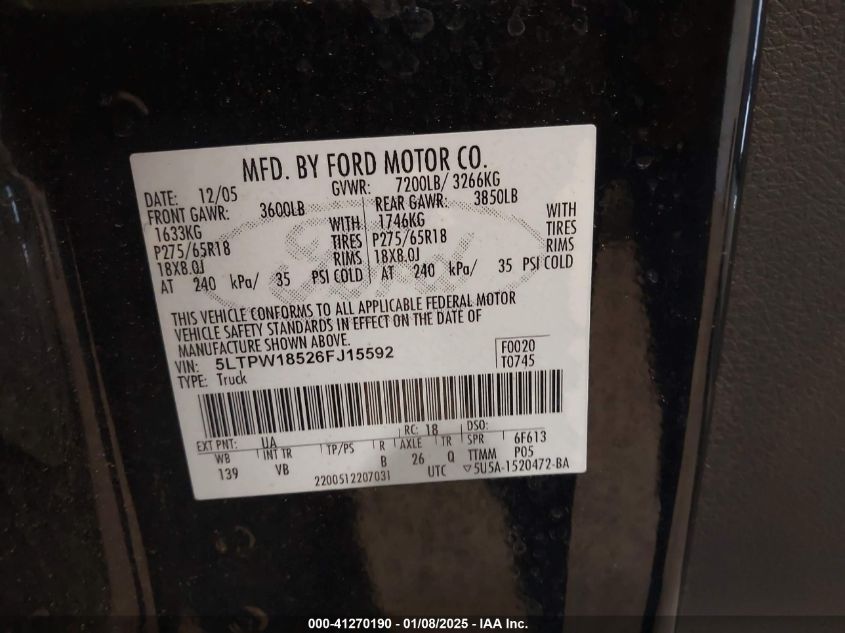 MFD. BY FORD MOTOR CO.
DATE: 12/05 GVWR: 7200LB/ 3266KG
FRONT GAWR: 3600LB REAR GAWR: 3850LB
1633KG WITH 1746KG WITH
P275/65R18 TIRES P275/65R18 TIRES
18X8.0J RIMS 18X8.0J RIMS
AT 240 kPa/ 35 PSI COLD AT 240 kPa/ 35 PSI COLD
THIS VEHICLE CONFORMS TO ALL APPLICABLE FEDERAL MOTOR
VEHICLE SAFETY STANDARDS IN EFFECT ON THE DATE OF
MANUFACTURE SHOWN ABOVE.
VIN: 5LTPW18526FJ15592 F0020
TYPE: Truck T0745
EXT PNT: UA RC: 18 DSO:
WB INT TR TP/PS R AXLE TR SPR 6F613
139 VB B 26 Q TTMM P05
2200512207031 UTC ▽5U5A-1520472-BA
000-41270190 - 01/08/2025 - IAA Inc.